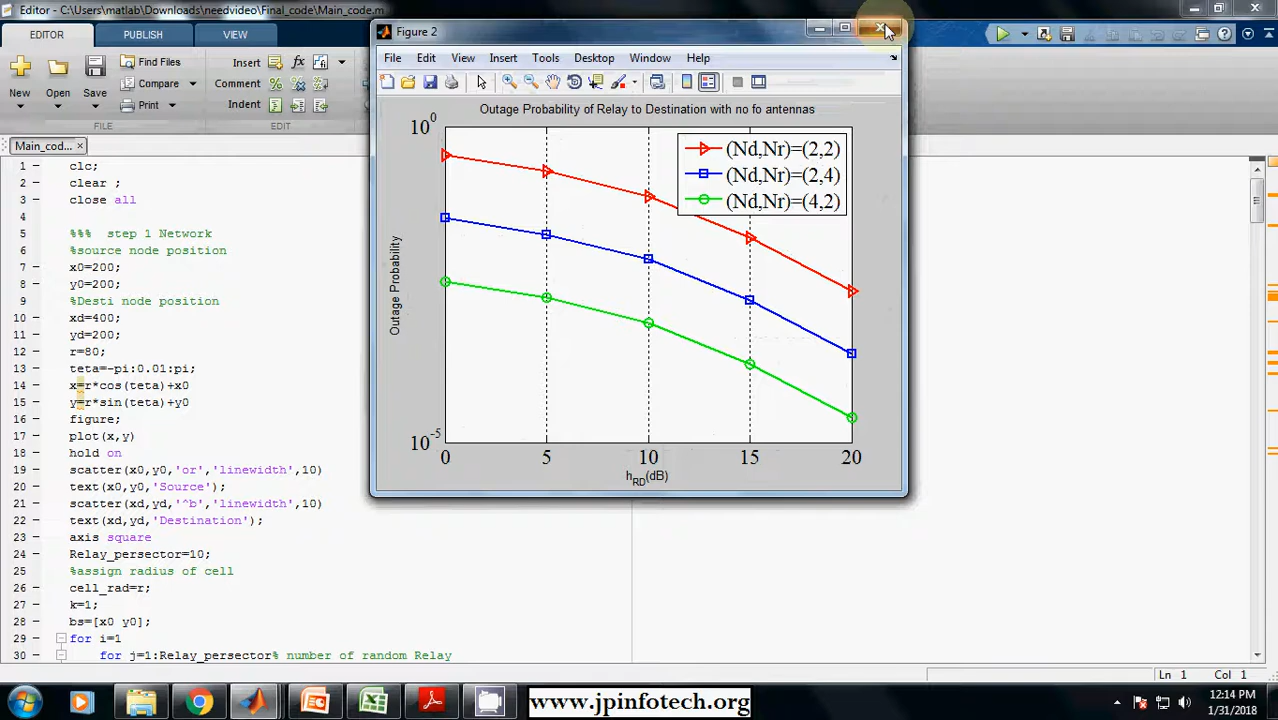 Editor - C:\Users\matlab\Downloads\needvideo\Final_code\Main_code.m
EDITOR
PUBLISH
VIEW
New
Open
Save
Find Files
Compare
Print
FILE
Insert
fx
Comment
Indent
EDIT
Main_cod...
1
2
3
4
5
6
7
8
9
10
11
12
13
14
15
16
17
18
19
20
21
22
23
24
25
26
27
28
29
30
clc;
clear ;
close all
%%% step 1 Network
%source node position
x0=200;
y0=200;
%Desti node position
xd=400;
yd=200;
r=80;
teta=-pi:0.01:pi;
x=r*cos(teta)+x0
y=r*sin(teta)+y0
figure;
plot(x,y)
hold on
scatter(x0,y0,'or','linewidth',10)
text(x0,y0,'Source');
scatter(xd,yd,'^b','linewidth',10)
text(xd,yd,'Destination');
axis square
Relay_persector=10;
%assign radius of cell
cell_rad=r;
k=1;
bs=[x0 y0];
for i=1
for j=1:Relay_persector% number of random Relay
Figure 2
File Edit View Insert Tools Desktop Window Help
Outage Probability of Relay to Destination with no fo antennas
(Nd,Nr)=(2,2)
(Nd,Nr)=(2,4)
(Nd,Nr)=(4,2)
Outage Probability
10^0
10^-5
0 5 10 15 20
h_RD(dB)
Ln 1 Col 1
www.jpinfotech.org
12:14 PM
1/31/2018